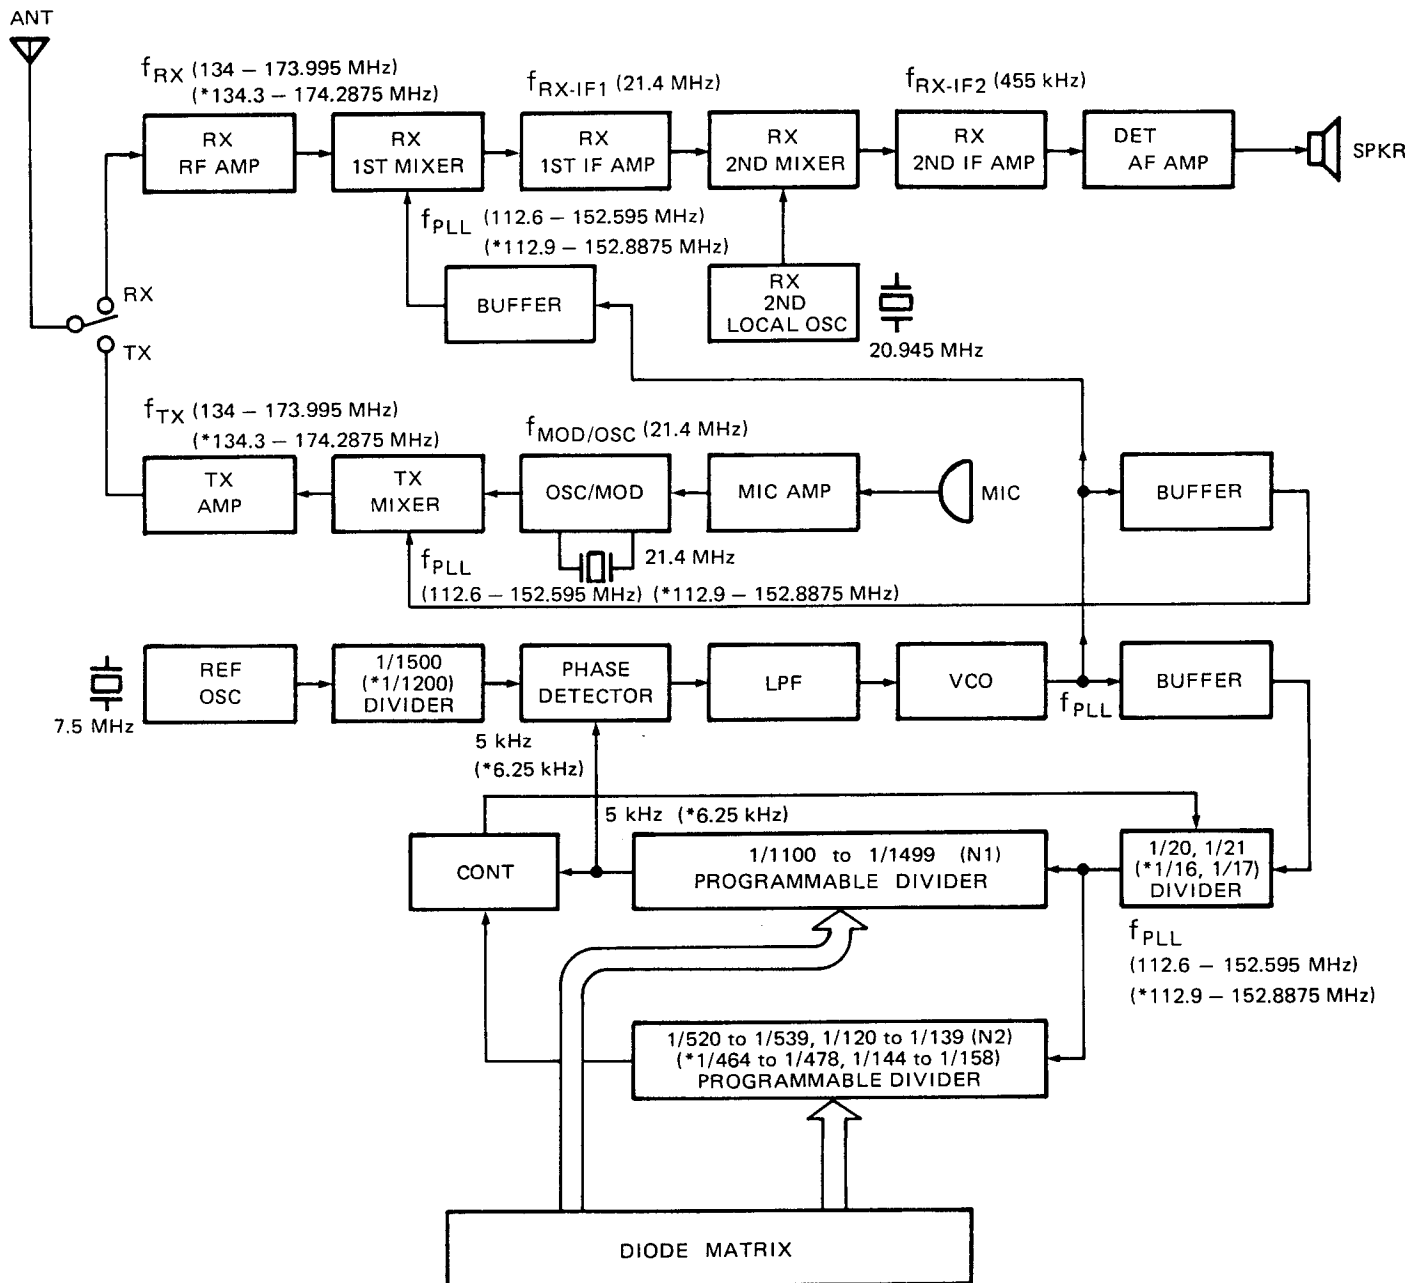 ANT
fRX (134 – 173.995 MHz)
(*134.3 – 174.2875 MHz)
fRX-IF1 (21.4 MHz)
fRX-IF2 (455 kHz)
RX
RF AMP
RX
1ST MIXER
RX
1ST IF AMP
RX
2ND MIXER
RX
2ND IF AMP
DET
AF AMP
SPKR
fPLL (112.6 – 152.595 MHz)
(*112.9 – 152.8875 MHz)
BUFFER
RX
2ND
LOCAL OSC
20.945 MHz
RX
TX
fTX (134 – 173.995 MHz)
(*134.3 – 174.2875 MHz)
fMOD/OSC (21.4 MHz)
TX
AMP
TX
MIXER
OSC/MOD
MIC AMP
MIC
BUFFER
21.4 MHz
fPLL
(112.6 – 152.595 MHz) (*112.9 – 152.8875 MHz)
7.5 MHz
REF
OSC
1/1500
(*1/1200)
DIVIDER
PHASE
DETECTOR
LPF
VCO
fPLL
BUFFER
5 kHz
(*6.25 kHz)
5 kHz (*6.25 kHz)
CONT
1/1100 to 1/1499 (N1)
PROGRAMMABLE DIVIDER
1/20, 1/21
(*1/16, 1/17)
DIVIDER
fPLL
(112.6 – 152.595 MHz)
(*112.9 – 152.8875 MHz)
1/520 to 1/539, 1/120 to 1/139 (N2)
(*1/464 to 1/478, 1/144 to 1/158)
PROGRAMMABLE DIVIDER
DIODE MATRIX